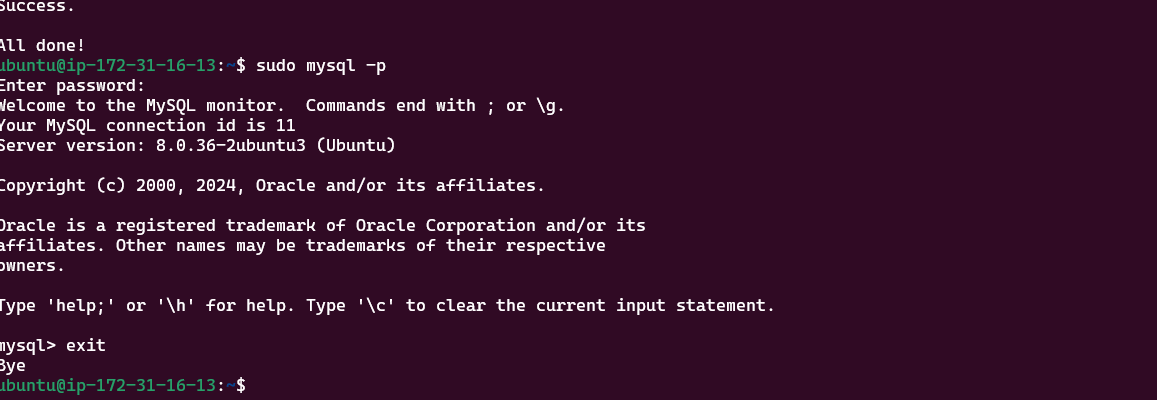 Success.
All done!
ubuntu@ip-172-31-16-13:~$ sudo mysql -p
Enter password:
Welcome to the MySQL monitor.  Commands end with ; or \g.
Your MySQL connection id is 11
Server version: 8.0.36-2ubuntu3 (Ubuntu)
Copyright (c) 2000, 2024, Oracle and/or its affiliates.
Oracle is a registered trademark of Oracle Corporation and/or its
affiliates. Other names may be trademarks of their respective
owners.
Type 'help;' or '\h' for help. Type '\c' to clear the current input statement.
mysql> exit
Bye
ubuntu@ip-172-31-16-13:~$